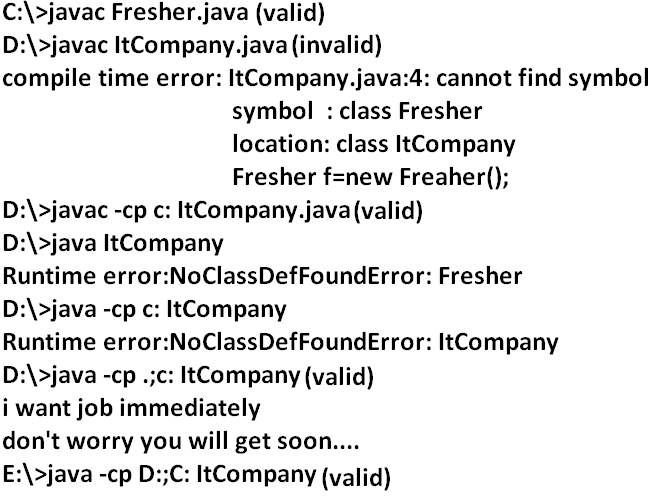 C:\>javac Fresher.java (valid)
D:\>javac ItCompany.java(invalid)
compile time error: ItCompany.java:4: cannot find symbol
symbol  : class Fresher
location: class ItCompany
Fresher f=new Freaher();
D:\>javac -cp c: ItCompany.java(valid)
D:\>java ItCompany
Runtime error:NoClassDefFoundError: Fresher
D:\>java -cp c: ItCompany
Runtime error:NoClassDefFoundError: ItCompany
D:\>java -cp .;c: ItCompany (valid)
i want job immediately
don't worry you will get soon....
E:\>java -cp D:;C: ItCompany (valid)